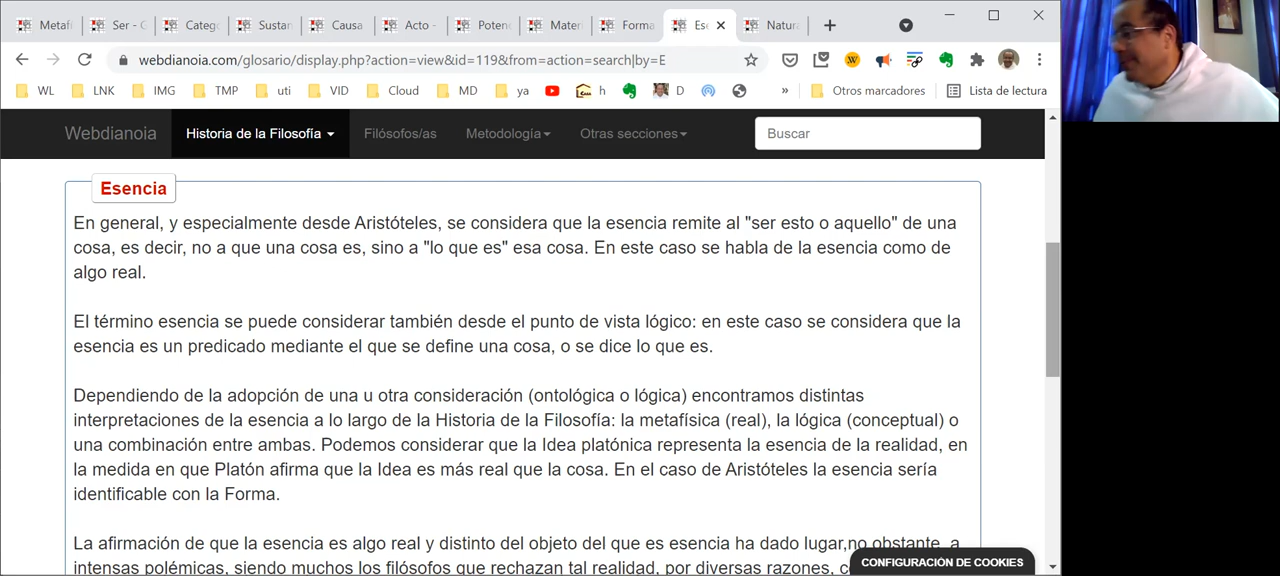 Metaf
Ser - G
Catego
Sustan
Causa
Acto -
Potenc
Materi
Forma
Ese
Natura
webdianoia.com/glosario/display.php?action=view&id=119&from=action=search|by=E
WL
LNK
IMG
TMP
uti
VID
Cloud
MD
ya
h
D
»
Otros marcadores
Lista de lectura
Webdianoia
Historia de la Filosofía
Filósofos/as
Metodología
Otras secciones
Buscar
Esencia
En general, y especialmente desde Aristóteles, se considera que la esencia remite al "ser esto o aquello" de una
cosa, es decir, no a que una cosa es, sino a "lo que es" esa cosa. En este caso se habla de la esencia como de
algo real.
El término esencia se puede considerar también desde el punto de vista lógico: en este caso se considera que la
esencia es un predicado mediante el que se define una cosa, o se dice lo que es.
Dependiendo de la adopción de una u otra consideración (ontológica o lógica) encontramos distintas
interpretaciones de la esencia a lo largo de la Historia de la Filosofía: la metafísica (real), la lógica (conceptual) o
una combinación entre ambas. Podemos considerar que la Idea platónica representa la esencia de la realidad, en
la medida en que Platón afirma que la Idea es más real que la cosa. En el caso de Aristóteles la esencia sería
identificable con la Forma.
La afirmación de que la esencia es algo real y distinto del objeto del que es esencia ha dado lugar,no obstante, a
intensas polémicas, siendo muchos los filósofos que rechazan tal realidad, por diversas razones, c
CONFIGURACIÓN DE COOKIES